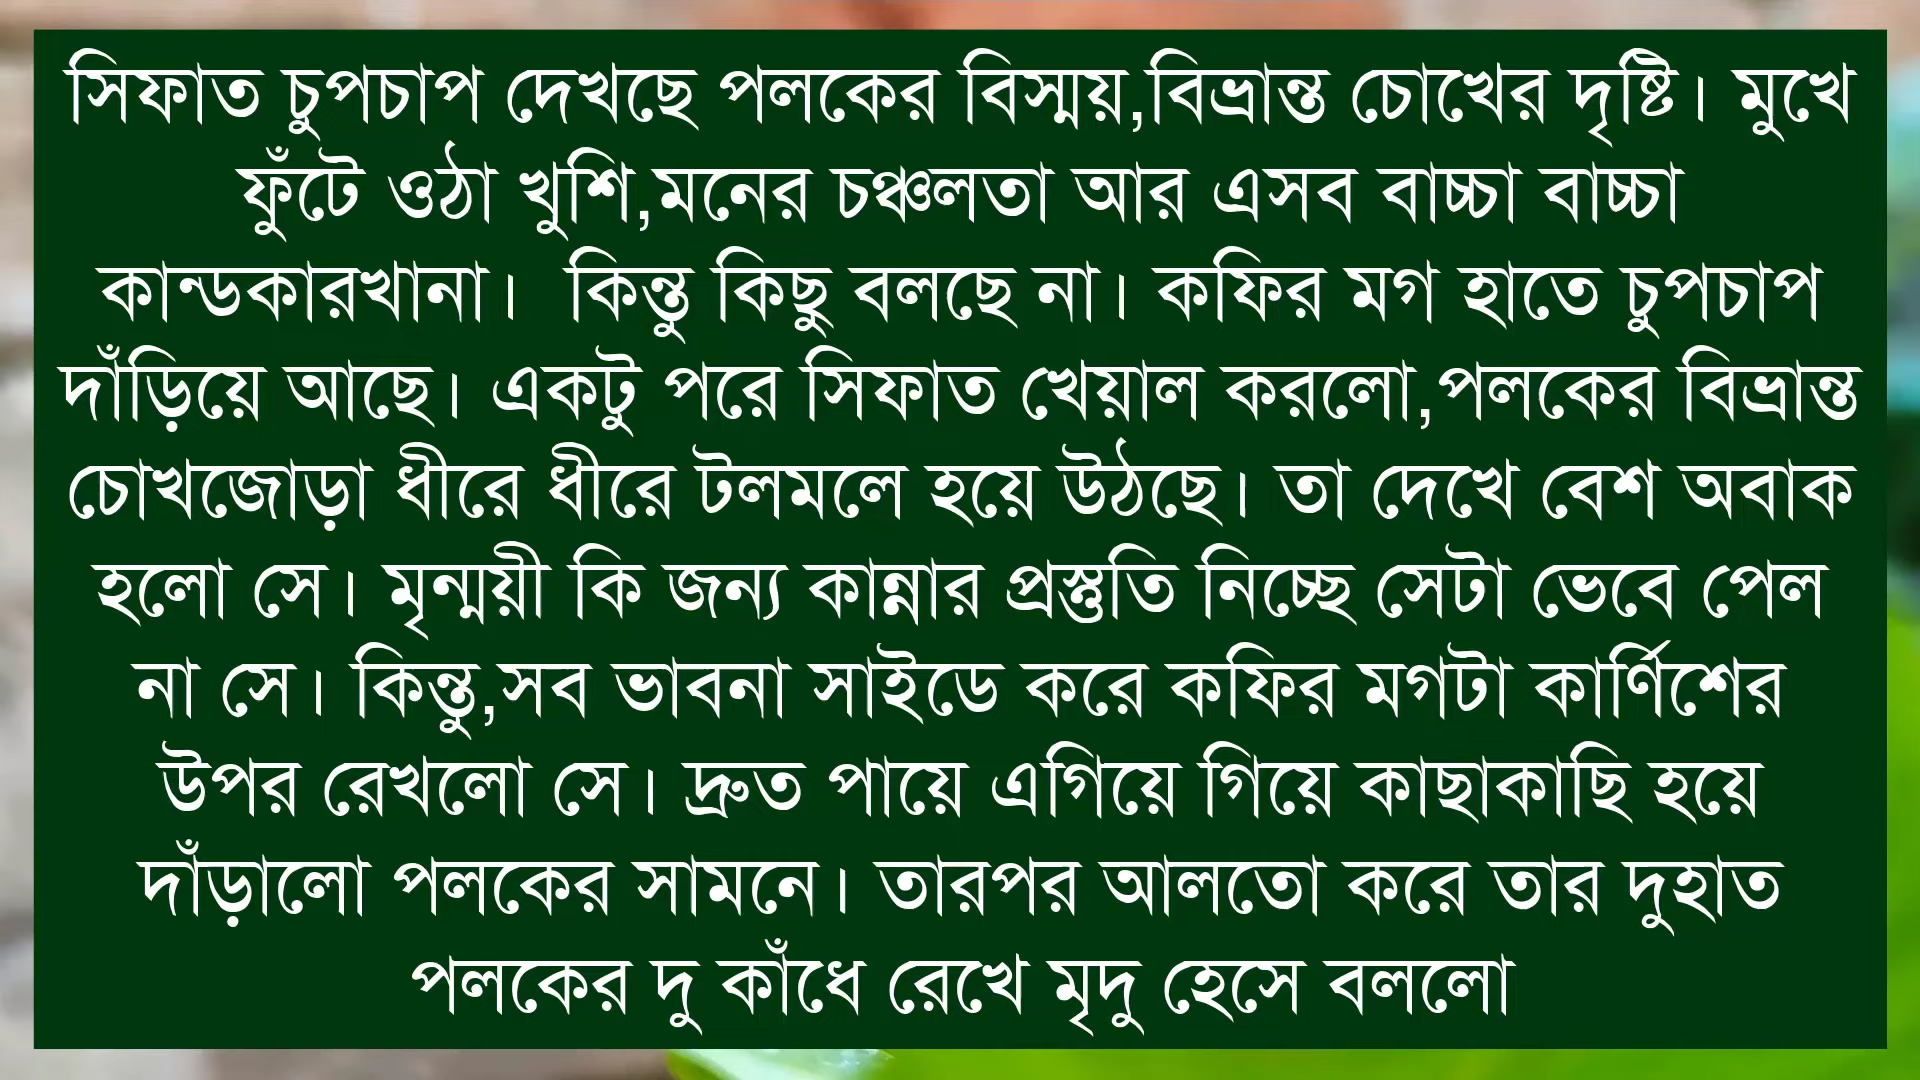 সিফাত চুপচাপ দেখছে পলকের বিস্ময়,বিভ্রান্ত চোখের দৃষ্টি। মুখে
ফুঁটে ওঠা খুশি,মনের চঞ্চলতা আর এসব বাচ্চা বাচ্চা
কান্ডকারখানা।  কিন্তু কিছু বলছে না। কফির মগ হাতে চুপচাপ
দাঁড়িয়ে আছে। একটু পরে সিফাত খেয়াল করলো,পলকের বিভ্রান্ত
চোখজোড়া ধীরে ধীরে টলমলে হয়ে উঠছে। তা দেখে বেশ অবাক
হলো সে। মৃন্ময়ী কি জন্য কান্নার প্রস্তুতি নিচ্ছে সেটা ভেবে পেল
না সে। কিন্তু,সব ভাবনা সাইডে করে কফির মগটা কার্ণিশের
উপর রেখলো সে। দ্রুত পায়ে এগিয়ে গিয়ে কাছাকাছি হয়ে
দাঁড়ালো পলকের সামনে। তারপর আলতো করে তার দুহাত
পলকের দু কাঁধে রেখে মৃদু হেসে বললো